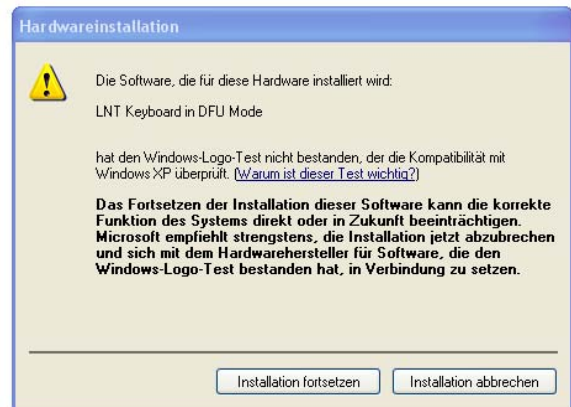 Hardwareinstallation
Die Software, die für diese Hardware installiert wird:
LNT Keyboard in DFU Mode
hat den Windows-Logo-Test nicht bestanden, der die Kompatibilität mit
Windows XP überprüft. (Warum ist dieser Test wichtig?)
Das Fortsetzen der Installation dieser Software kann die korrekte
Funktion des Systems direkt oder in Zukunft beeinträchtigen.
Microsoft empfiehlt strengstens, die Installation jetzt abzubrechen
und sich mit dem Hardwarehersteller für Software, die den
Windows-Logo-Test bestanden hat, in Verbindung zu setzen.
Installation fortsetzen
Installation abbrechen